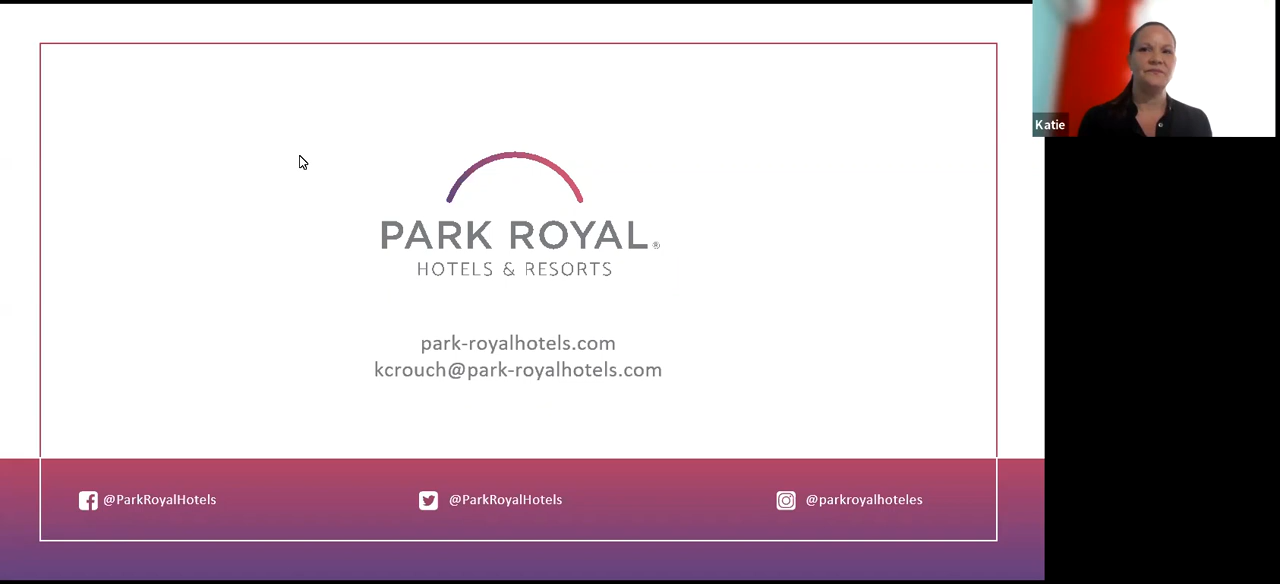 PARK ROYAL®
HOTELS & RESORTS
park-royalhotels.com
kcrouch@park-royalhotels.com
@ParkRoyalHotels
@ParkRoyalHotels
@parkroyalhoteles
Katie